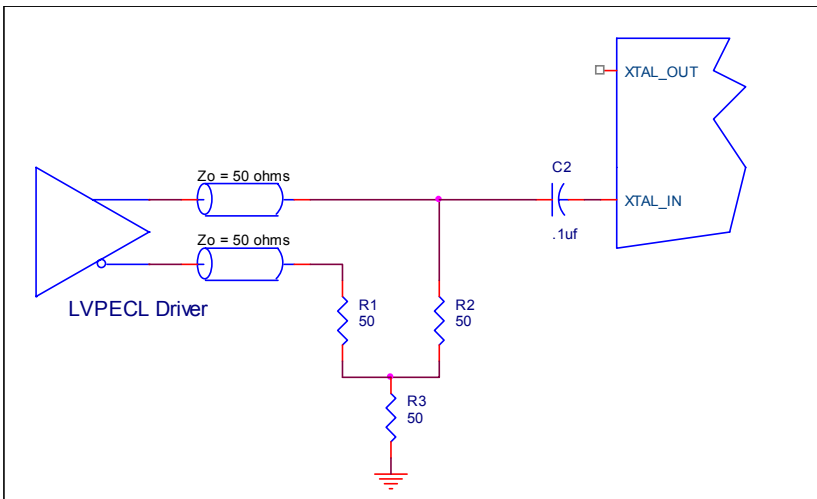 XTAL_OUT
Zo = 50 ohms
C2
XTAL_IN
.1uf
Zo = 50 ohms
LVPECL Driver
R1
50
R2
50
R3
50